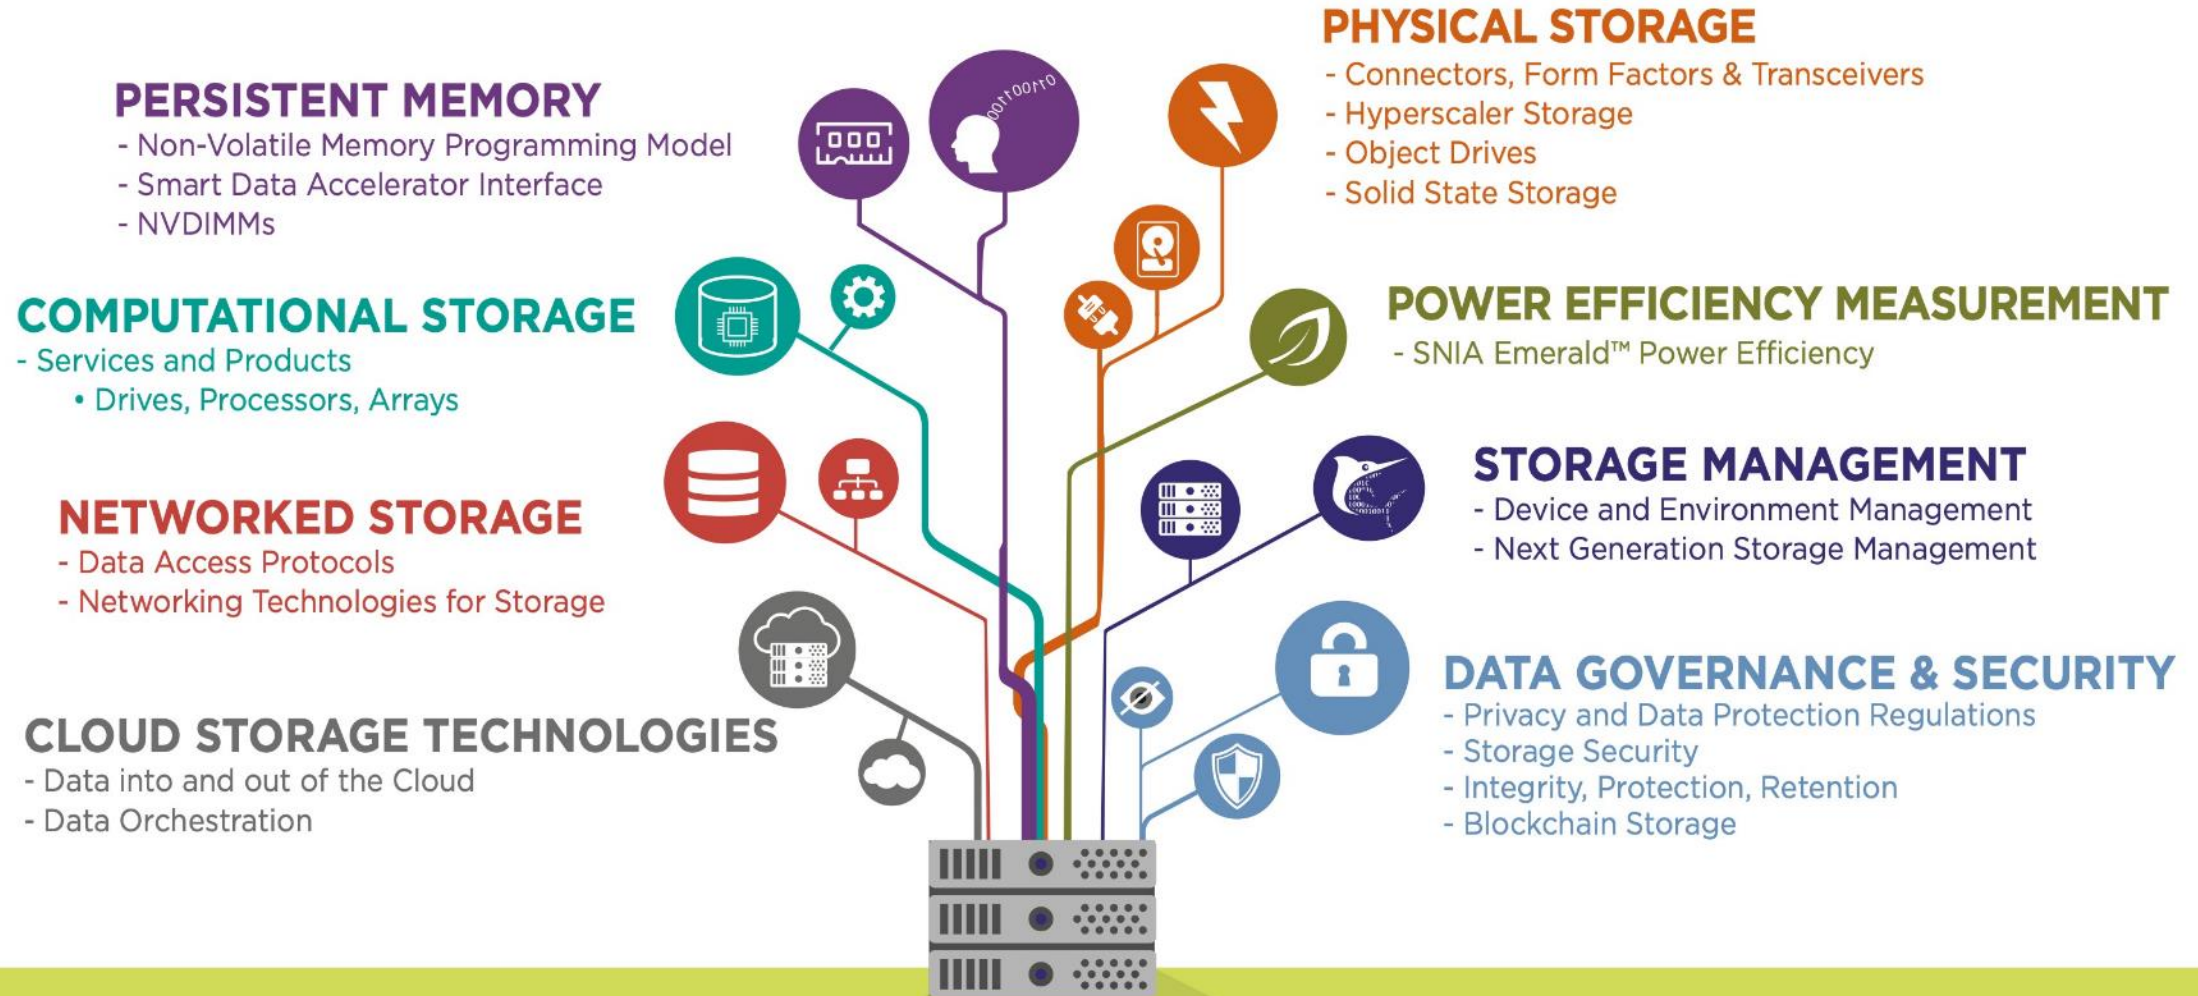 PERSISTENT MEMORY
- Non-Volatile Memory Programming Model
- Smart Data Accelerator Interface
- NVDIMMs
COMPUTATIONAL STORAGE
- Services and Products
• Drives, Processors, Arrays
NETWORKED STORAGE
- Data Access Protocols
- Networking Technologies for Storage
CLOUD STORAGE TECHNOLOGIES
- Data into and out of the Cloud
- Data Orchestration
PHYSICAL STORAGE
- Connectors, Form Factors & Transceivers
- Hyperscaler Storage
- Object Drives
- Solid State Storage
POWER EFFICIENCY MEASUREMENT
- SNIA Emerald™ Power Efficiency
STORAGE MANAGEMENT
- Device and Environment Management
- Next Generation Storage Management
DATA GOVERNANCE & SECURITY
- Privacy and Data Protection Regulations
- Storage Security
- Integrity, Protection, Retention
- Blockchain Storage